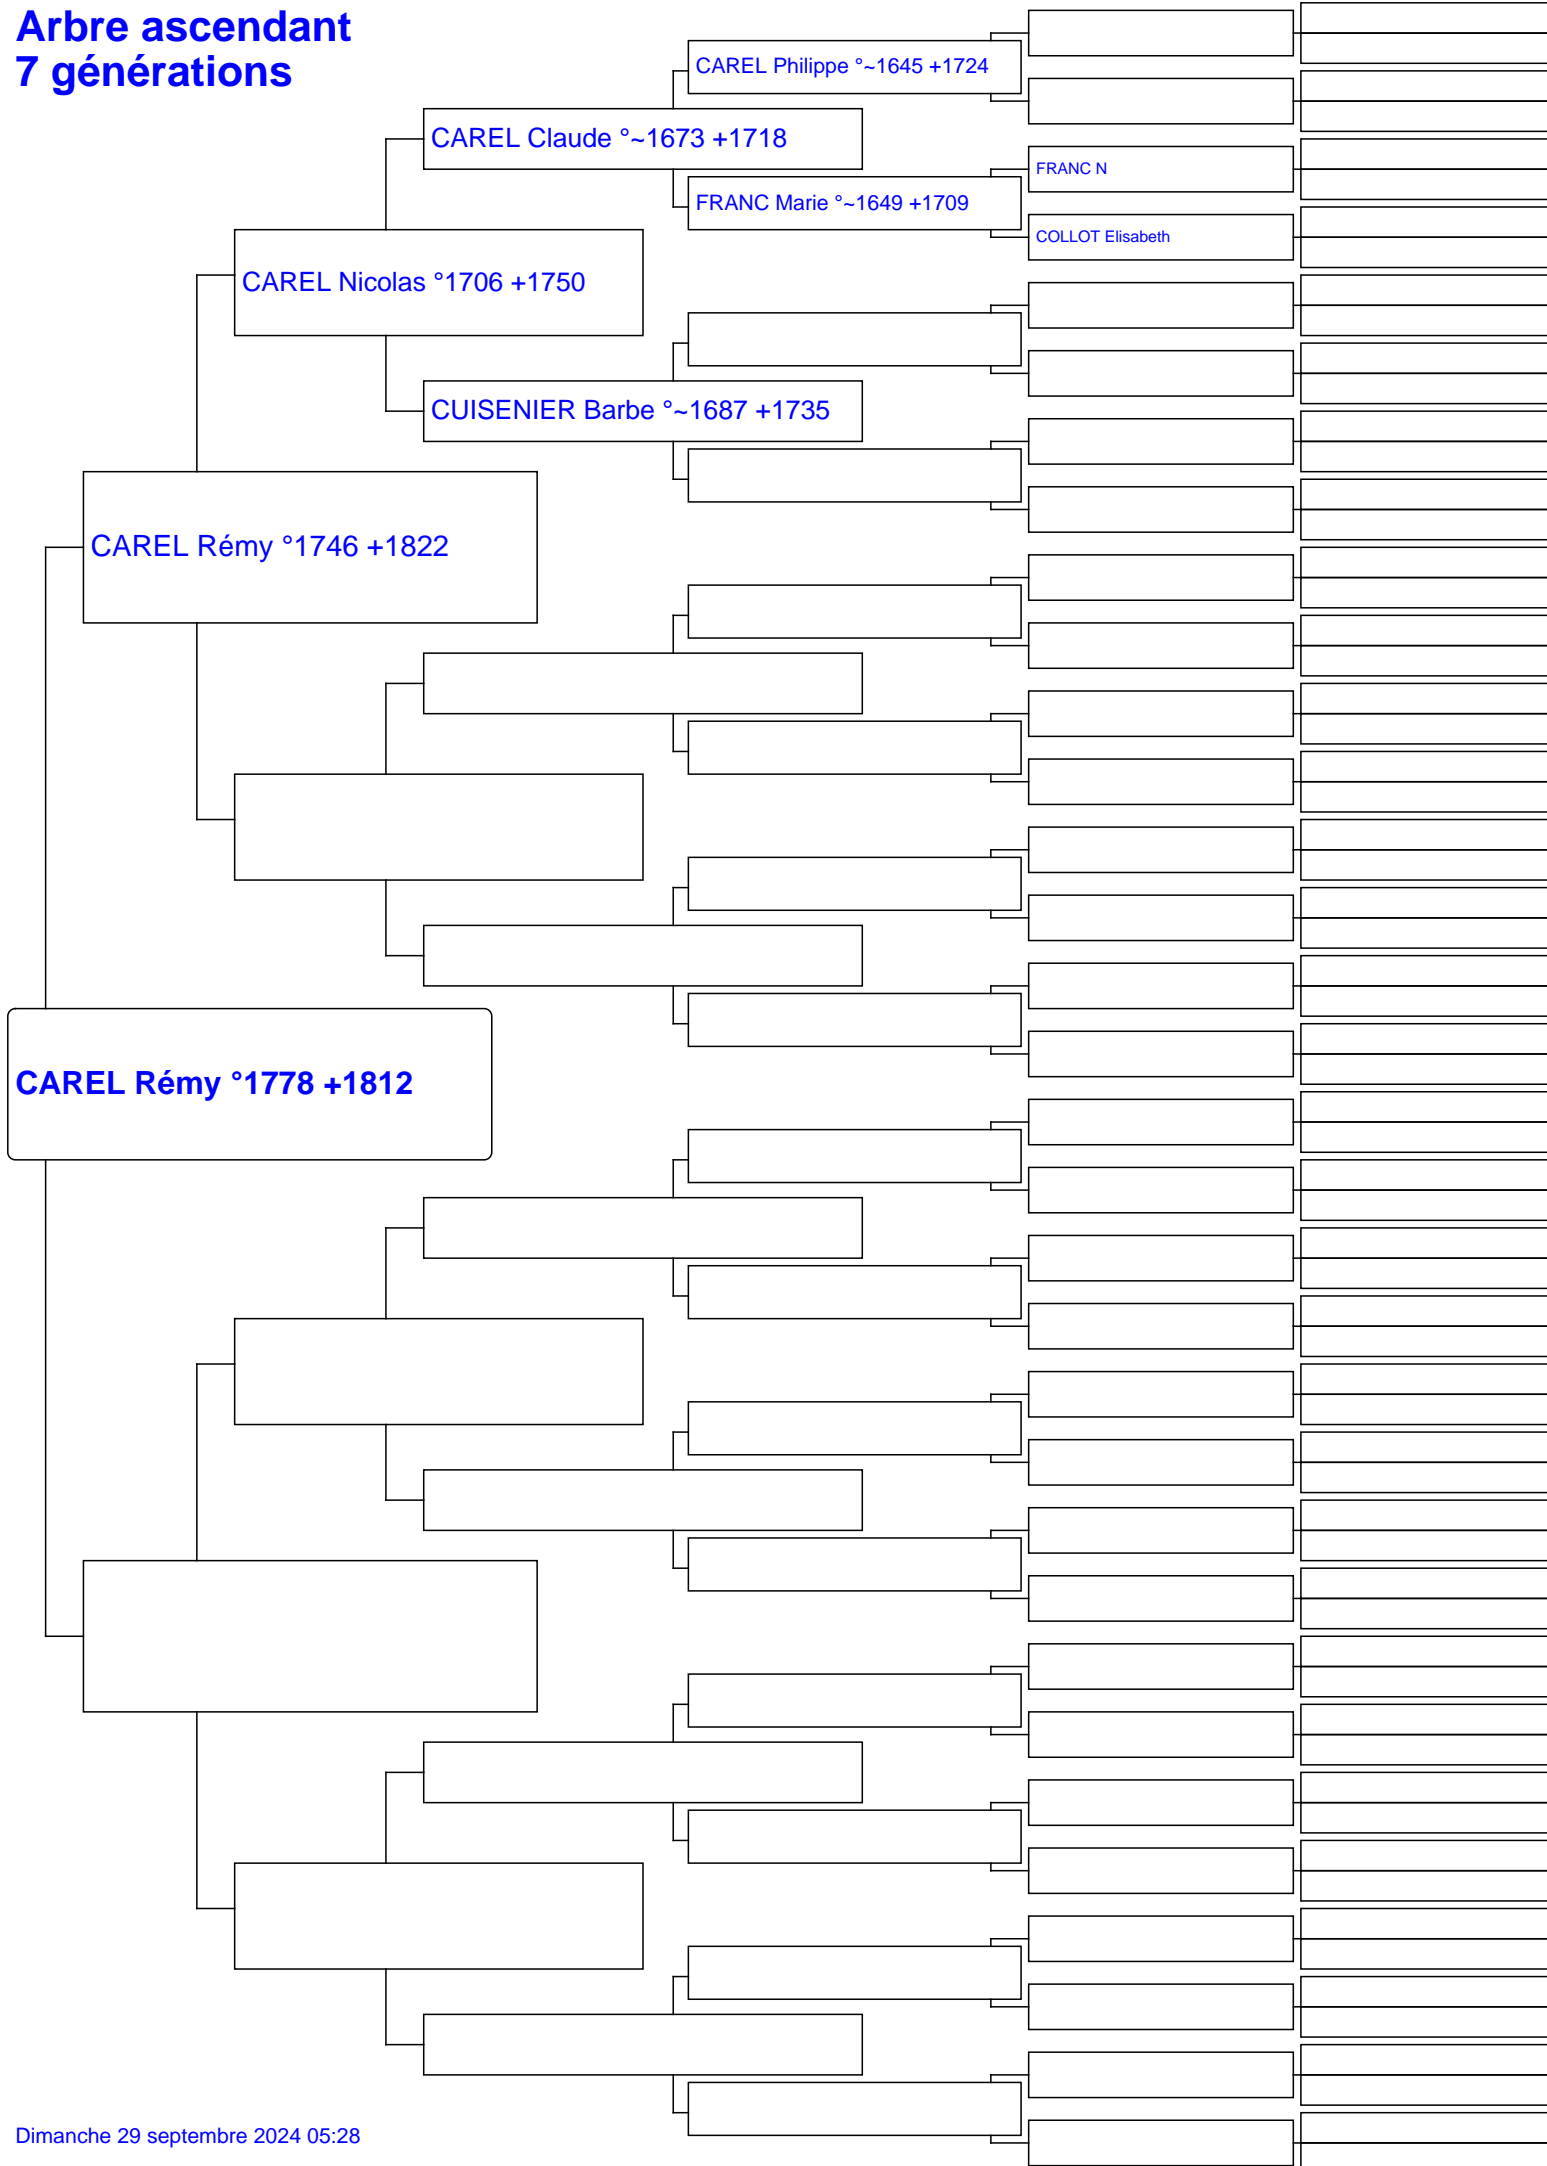 Arbre ascendant
7 générations
CAREL Philippe °~1645 +1724
CAREL Claude °~1673 +1718
FRANC N
FRANC Marie °~1649 +1709
COLLOT Elisabeth
CAREL Nicolas °1706 +1750
CUISENIER Barbe °~1687 +1735
CAREL Rémy °1746 +1822
CAREL Rémy °1778 +1812
Dimanche 29 septembre 2024 05:28